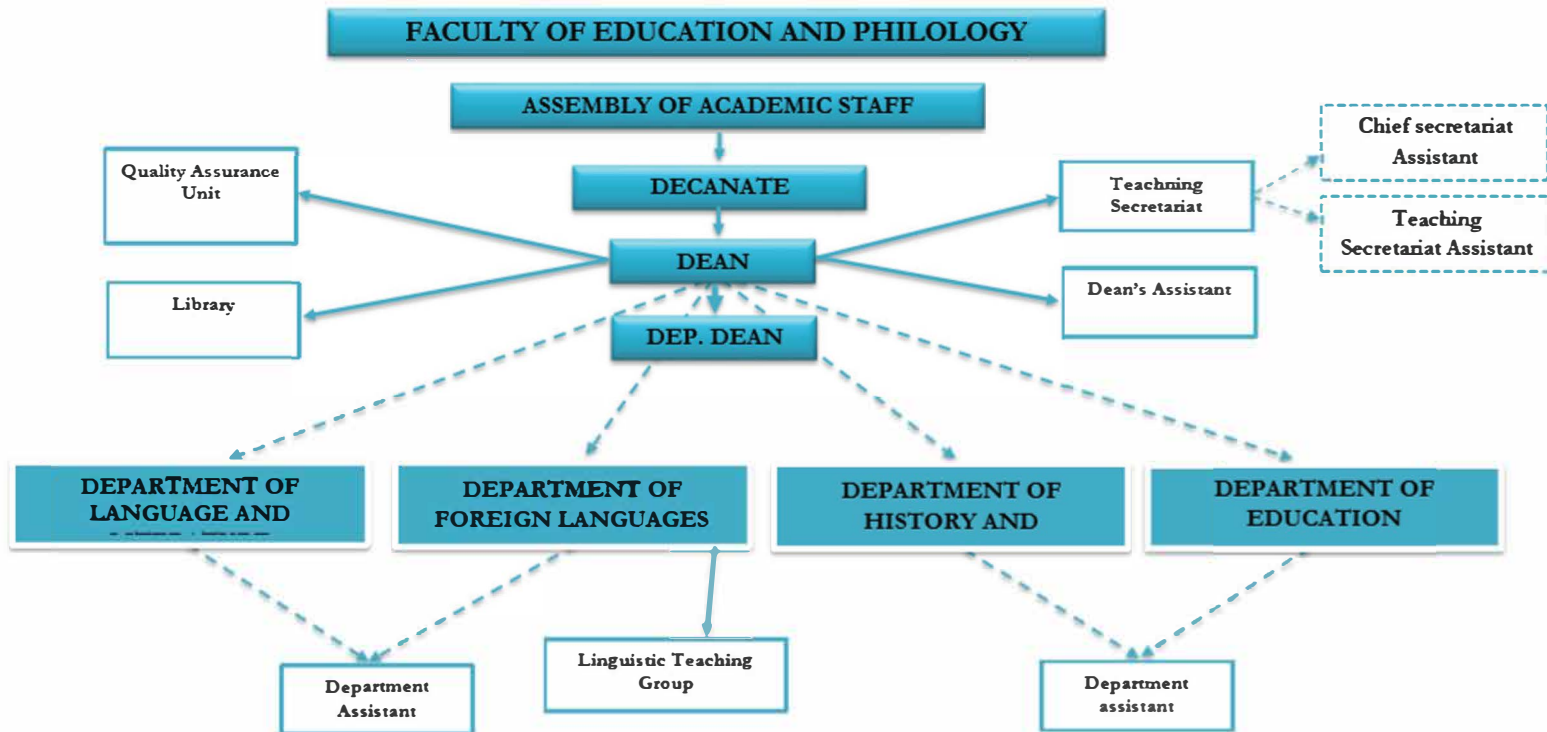 FACULTY OF EDUCATION AND PHILOLOGY
ASSEMBLY OF ACADEMIC STAFF
Chief secretariat
Assistant
Quality Assurance
Unit
DECANATE
Teachning
Secretariat
Teaching
Secretariat Assistant
DEAN
Library
Dean's Assistant
DEP. DEAN
DEPARTMENT OF
LANGUAGE AND
DEPARTMENT OF
FOREIGN LANGUAGES
DEPARTMENT OF
HISTORY AND
DEPARTMENT OF
EDUCATION
Department
Assistant
Linguistic Teaching
Group
Department
assistant